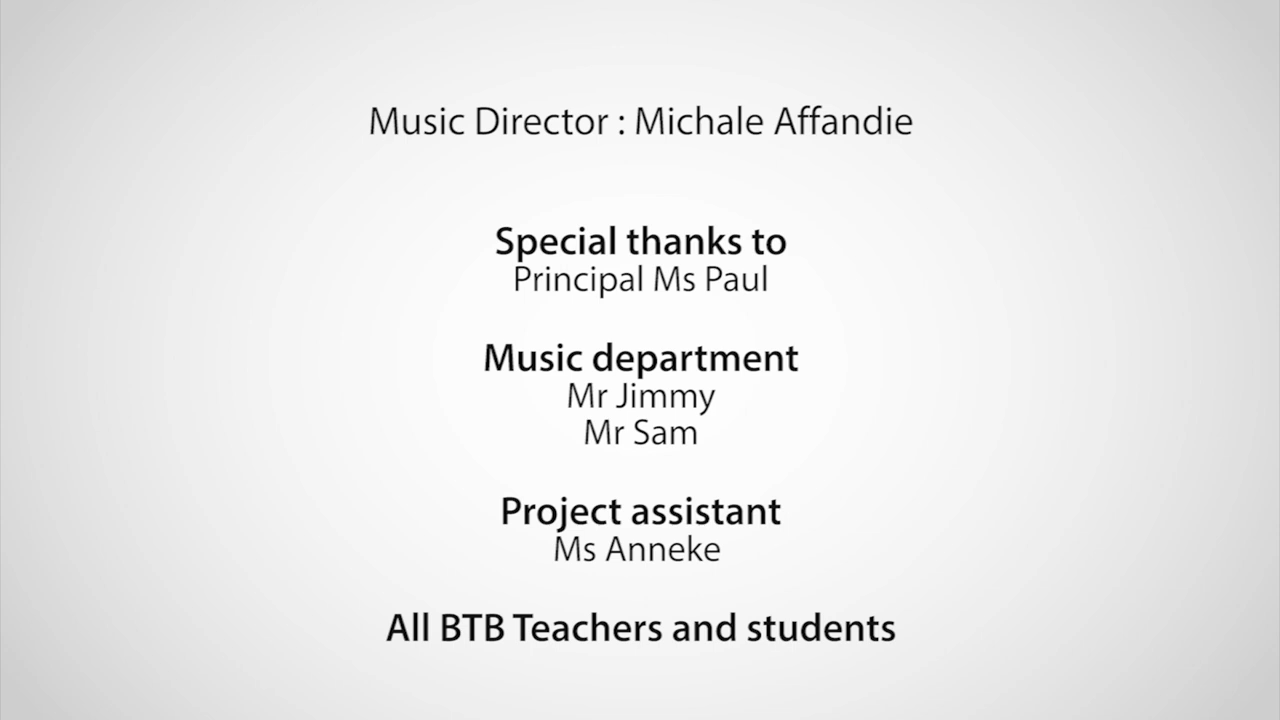 Music Director : Michale Affandie
Special thanks to
Principal Ms Paul
Music department
Mr Jimmy
Mr Sam
Project assistant
Ms Anneke
All BTB Teachers and students